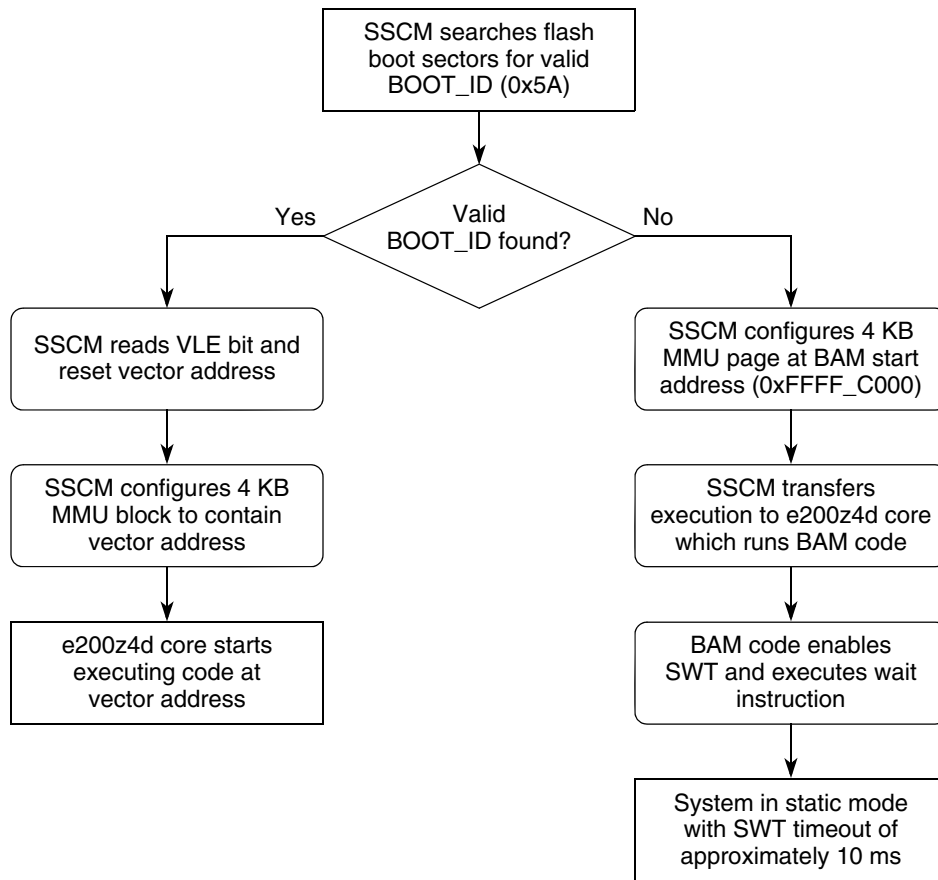 SSCM searches flash
boot sectors for valid
BOOT_ID (0x5A)
Valid
BOOT_ID found?
Yes
No
SSCM reads VLE bit and
reset vector address
SSCM configures 4 KB
MMU block to contain
vector address
e200z4d core starts
executing code at
vector address
SSCM configures 4 KB
MMU page at BAM start
address (0xFFFF_C000)
SSCM transfers
execution to e200z4d core
which runs BAM code
BAM code enables
SWT and executes wait
instruction
System in static mode
with SWT timeout of
approximately 10 ms